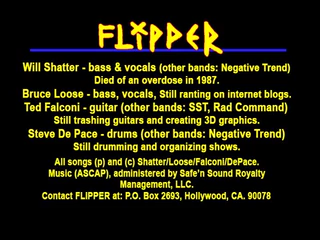 FLIPPER
Will Shatter - bass & vocals (other bands: Negative Trend)
Died of an overdose in 1987.
Bruce Loose - bass, vocals, Still ranting on internet blogs.
Ted Falconi - guitar (other bands: SST, Rad Command)
Still trashing guitars and creating 3D graphics.
Steve De Pace - drums (other bands: Negative Trend)
Still drumming and organizing shows.
All songs (p) and (c) Shatter/Loose/Falconi/DePace.
Music (ASCAP), administered by Safe'n Sound Royalty
Management, LLC.
Contact FLIPPER at: P.O. Box 2693, Hollywood, CA. 90078